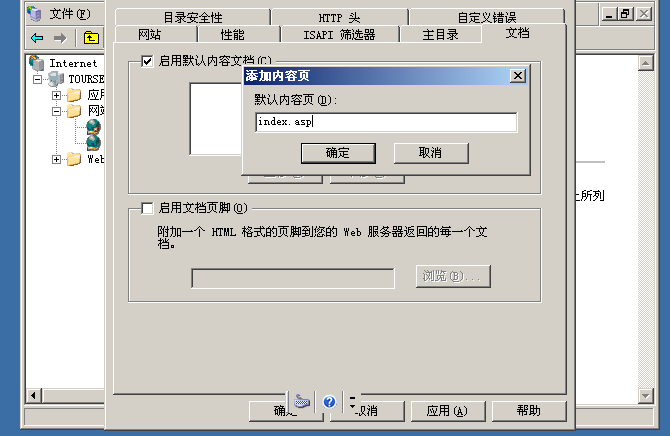 文件(F)
Internet
TOURSE
应用
网站
Web
目录安全性
HTTP 头
自定义错误
网站
性能
ISAPI 筛选器
主目录
文档
启用默认内容文档(C)
添加内容页
默认内容页(D):
index.asp
确定
取消
启用文档页脚(O)
附加一个 HTML 格式的页脚到您的 Web 服务器返回的每一个文
档。
浏览(B)...
上所列
确定
取消
应用(A)
帮助